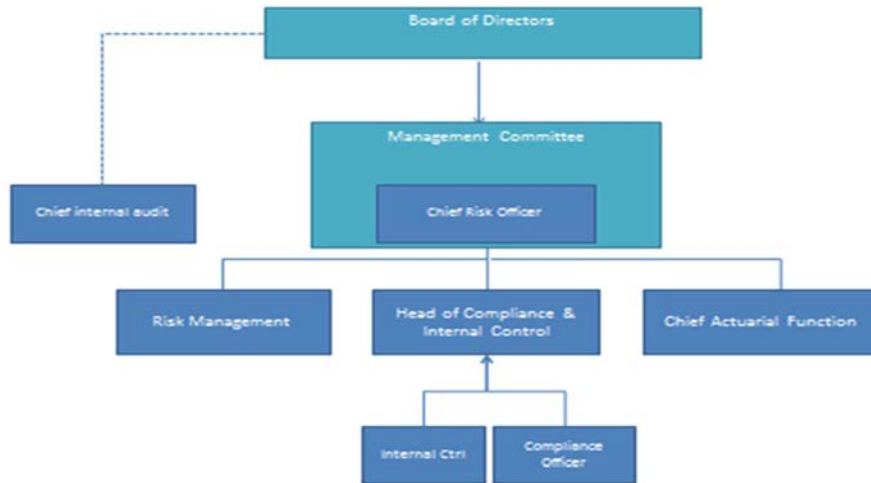 Board of Directors
Management Committee
Chief internal audit
Chief Risk Officer
Risk Management
Head of Compliance &
Internal Control
Chief Actuarial Function
Internal Ctrl
Compliance
Officer